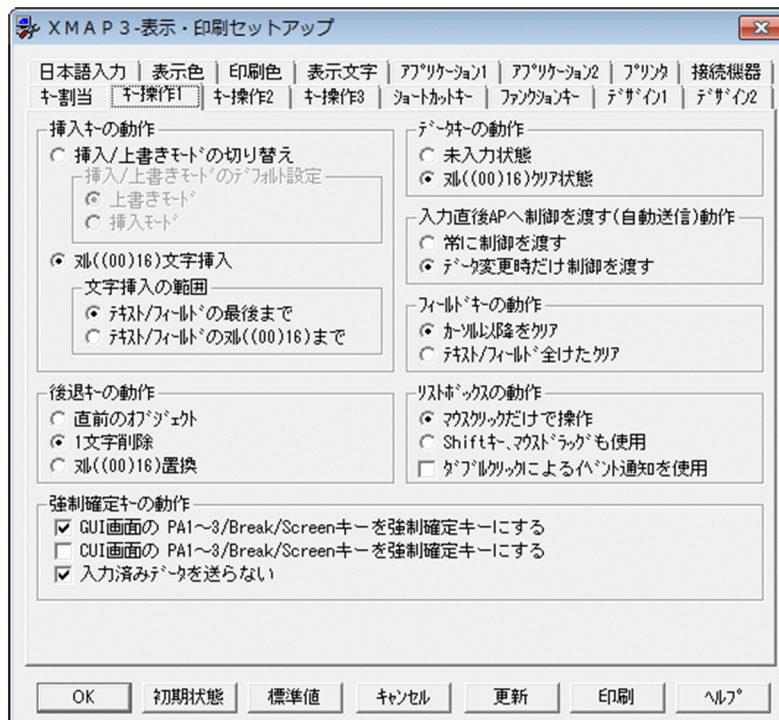 XMAP3-表示・印刷セットアップ
日本語入力 表示色 印刷色 表示文字 ｱﾌﾟﾘｹｰｼｮﾝ1 ｱﾌﾟﾘｹｰｼｮﾝ2 ﾌﾟﾘﾝﾀ 接続機器
ｷｰ割当 ｷｰ操作1 ｷｰ操作2 ｷｰ操作3 ｼｮｰﾄｶｯﾄｷｰ ﾌｧﾝｸｼｮﾝｷｰ ﾃﾞｻﾞｲﾝ1 ﾃﾞｻﾞｲﾝ2
挿入ｷｰの動作
挿入/上書きﾓｰﾄﾞの切り替え
挿入/上書きﾓｰﾄﾞのﾃﾞﾌｫﾙﾄ設定
上書きﾓｰﾄﾞ
挿入ﾓｰﾄﾞ
ﾇﾙ((00)16)文字挿入
文字挿入の範囲
ﾃｷｽﾄ/ﾌｨｰﾙﾄﾞの最後まで
ﾃｷｽﾄ/ﾌｨｰﾙﾄﾞのﾇﾙ((00)16)まで
後退ｷｰの動作
直前のｵﾌﾞｼﾞｪｸﾄ
1文字削除
ﾇﾙ((00)16)置換
ﾃﾞｰﾀｷｰの動作
未入力状態
ﾇﾙ((00)16)ｸﾘｱ状態
入力直後APへ制御を渡す(自動送信)動作
常に制御を渡す
ﾃﾞｰﾀ変更時だけ制御を渡す
ﾌｨｰﾙﾄﾞｷｰの動作
ｶｰｿﾙ以降をｸﾘｱ
ﾃｷｽﾄ/ﾌｨｰﾙﾄﾞ全けたｸﾘｱ
ﾘｽﾄﾎﾞｯｸｽの動作
ﾏｳｽｸﾘｯｸだけで操作
Shiftｷｰ､ﾏｳｽﾄﾞﾗｯｸﾞも使用
ﾀﾞﾌﾞﾙｸﾘｯｸによるｲﾍﾞﾝﾄ通知を使用
強制確定ｷｰの動作
GUI画面の PA1～3/Break/Screenｷｰを強制確定ｷｰにする
CUI画面の PA1～3/Break/Screenｷｰを強制確定ｷｰにする
入力済みﾃﾞｰﾀを送らない
OK 初期状態 標準値 ｷｬﾝｾﾙ 更新 印刷 ﾍﾙﾌﾟ